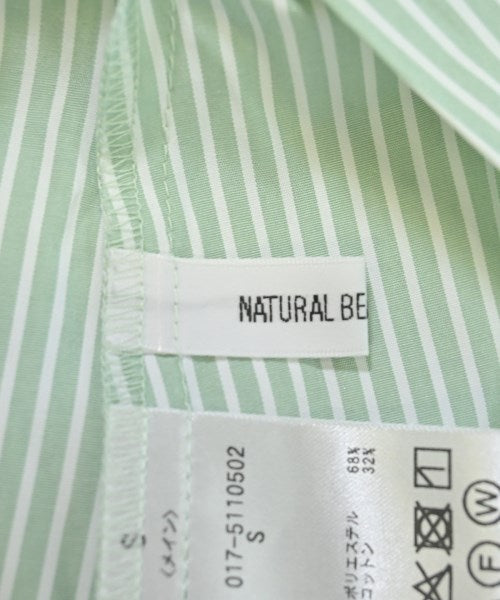 NATURAL BE
(メイン)
017-5110502
S
ポリエステル 68%
コットン 32%
W
F